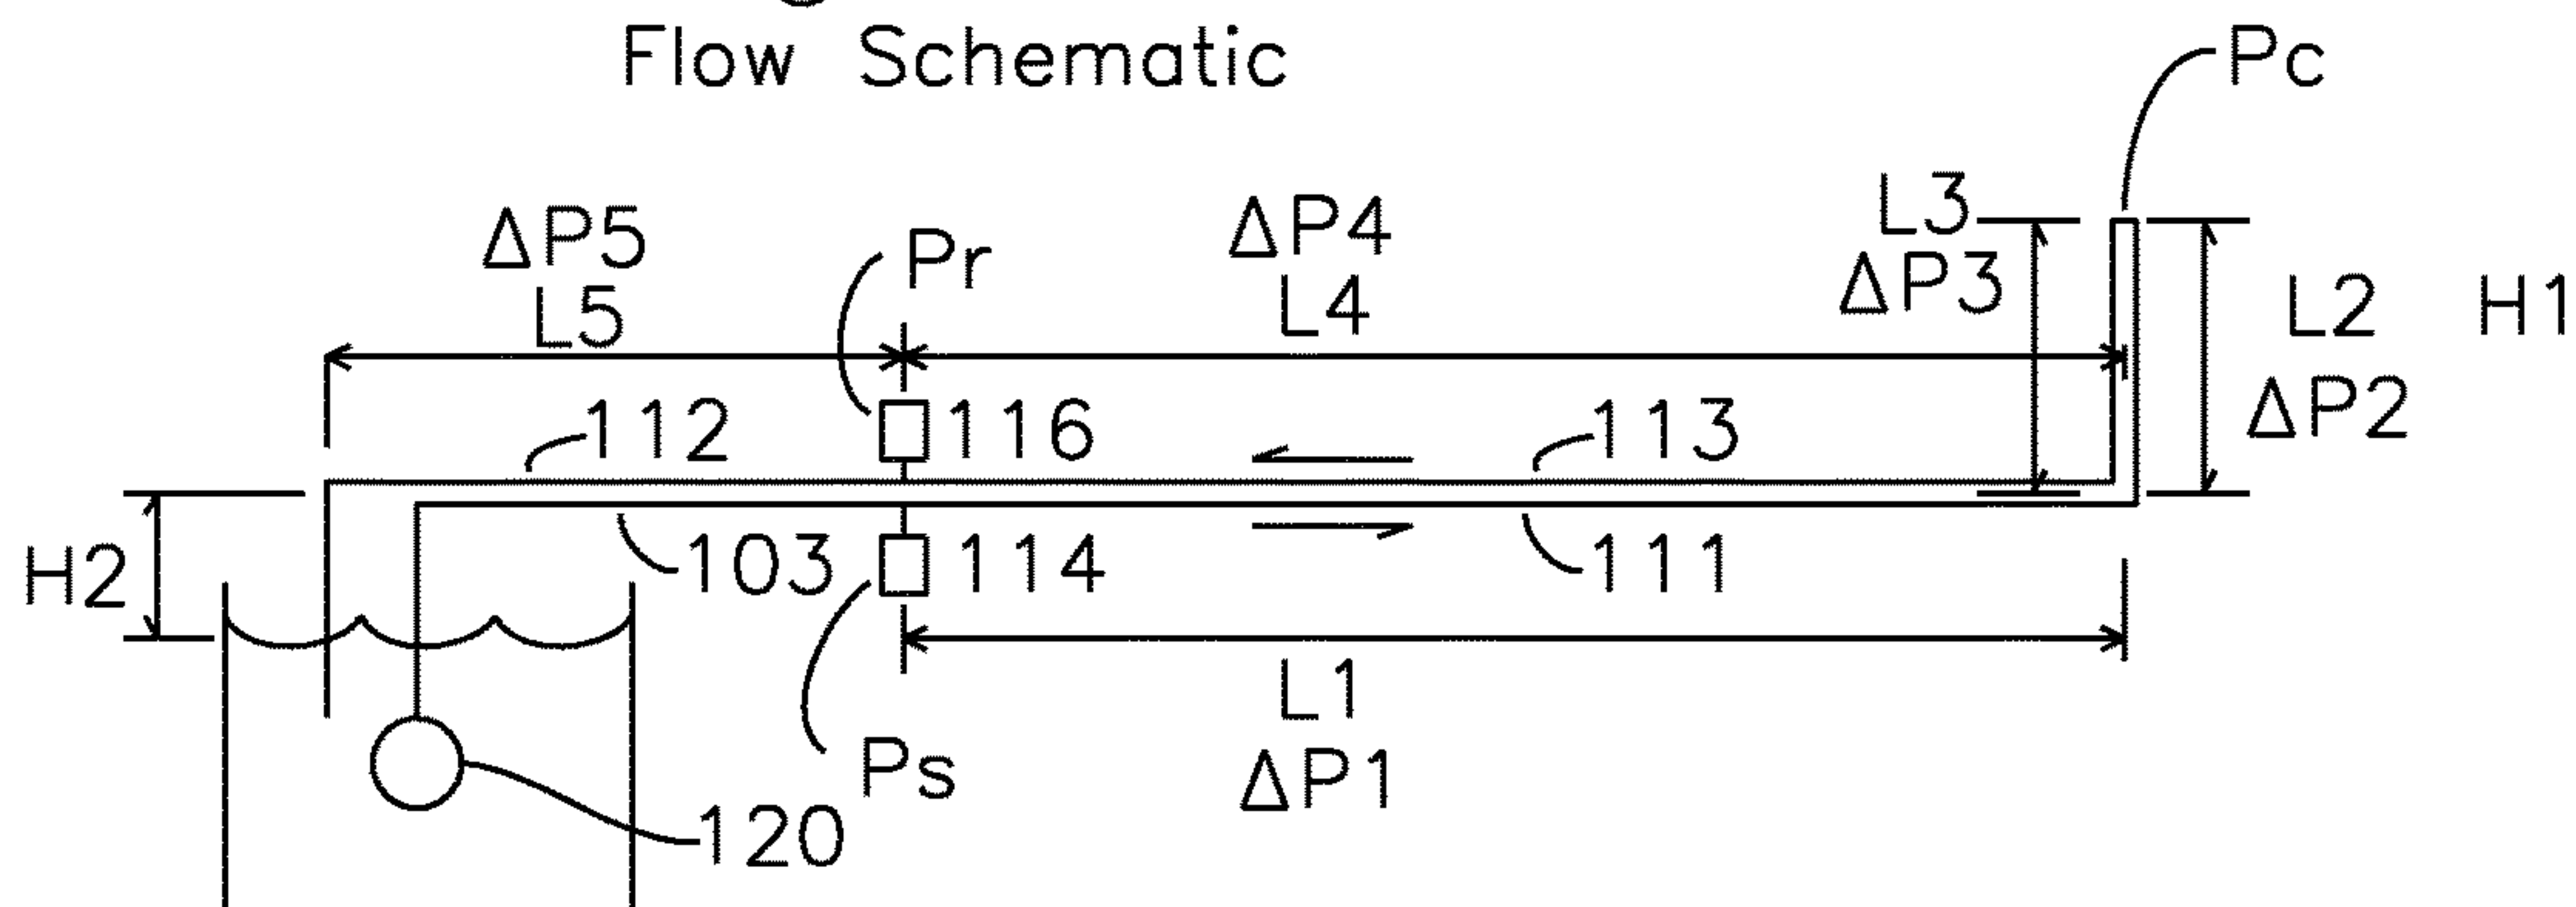 Flow Schematic
Pc
L3
ΔP3
ΔP5
L5
Pr
ΔP4
L4
L2
H1
ΔP2
112
116
113
H2
103
114
111
Ps
L1
ΔP1
120